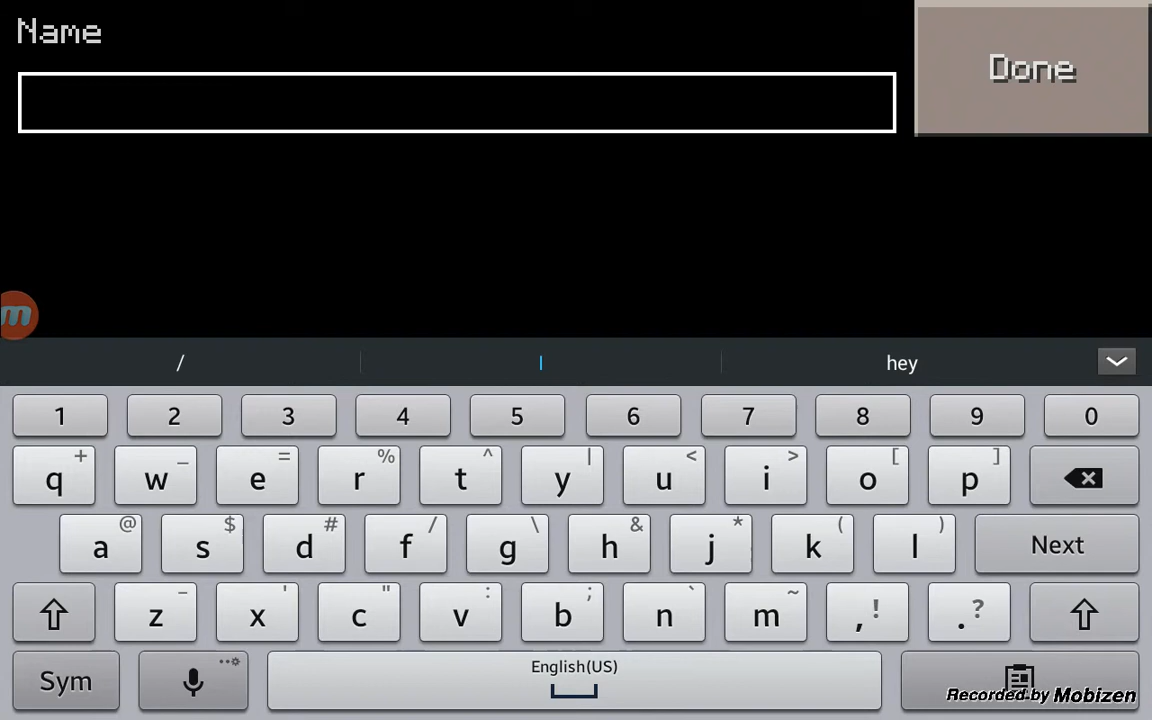 Name
Done
m
/ | hey
1 2 3 4 5 6 7 8 9 0
q + w _ e = r % t ^ y | u < i > o [ p ]
a @ s $ d # f / g \ h & j * k ( l ) Next
z - x ' c " v : b ; n ` m ~ , ! . ?
Sym English(US)
Recorded by Mobizen